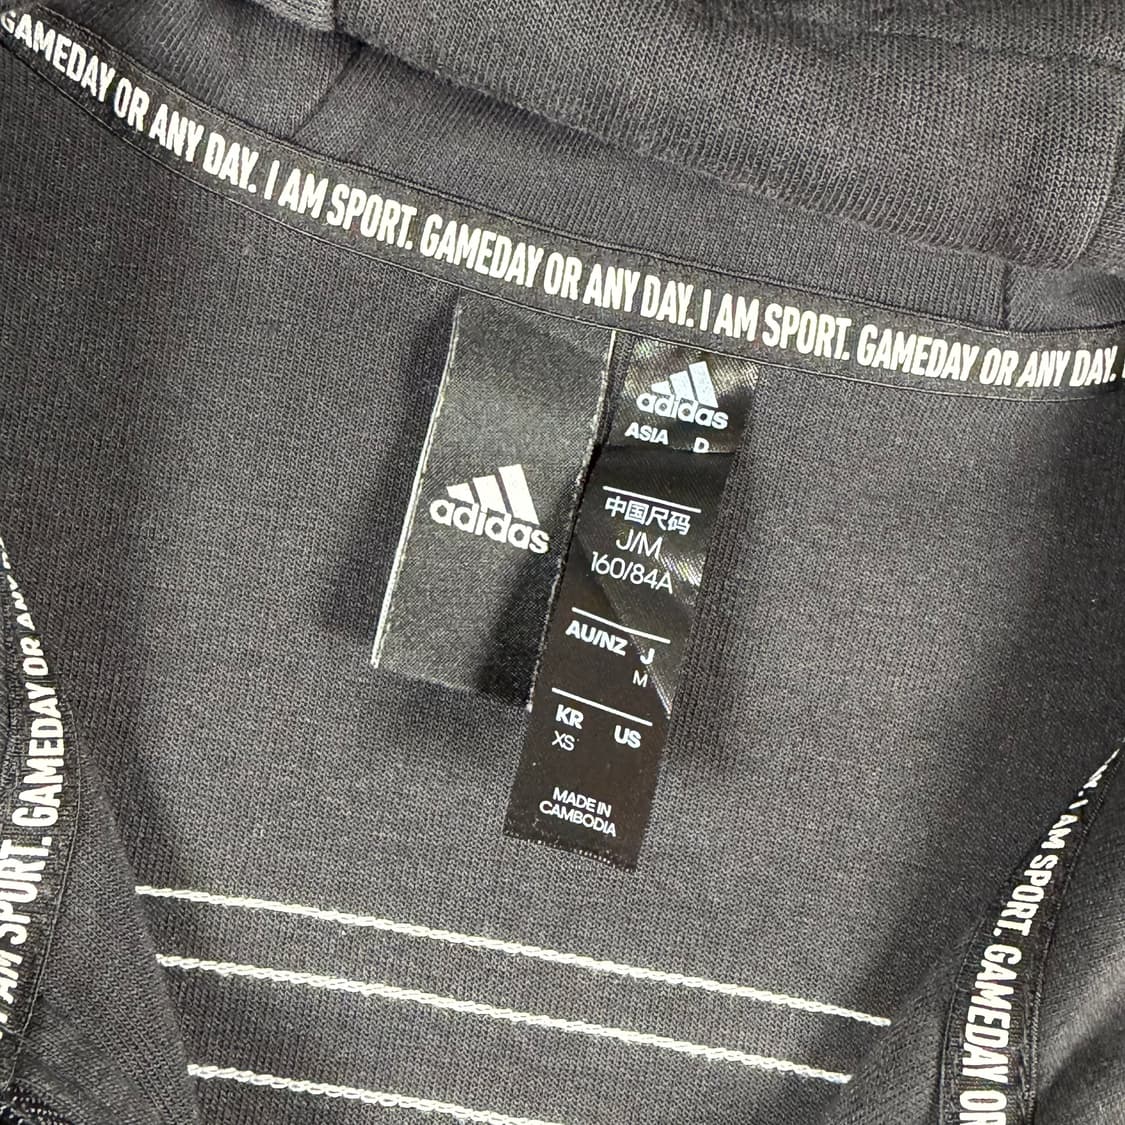 GAMEDAY OR ANY DAY. I AM SPORT. GAMEDAY OR ANY DAY. I AM SPORT. GAMEDAY OR ANY DAY.
adidas
adidas
ASIA D
中国尺码
J/M
160/84A
AU/NZ J
M
KR US
XS
MADE IN
CAMBODIA
I AM SPORT. GAMEDAY OR ANY
I AM SPORT. GAMEDAY OR